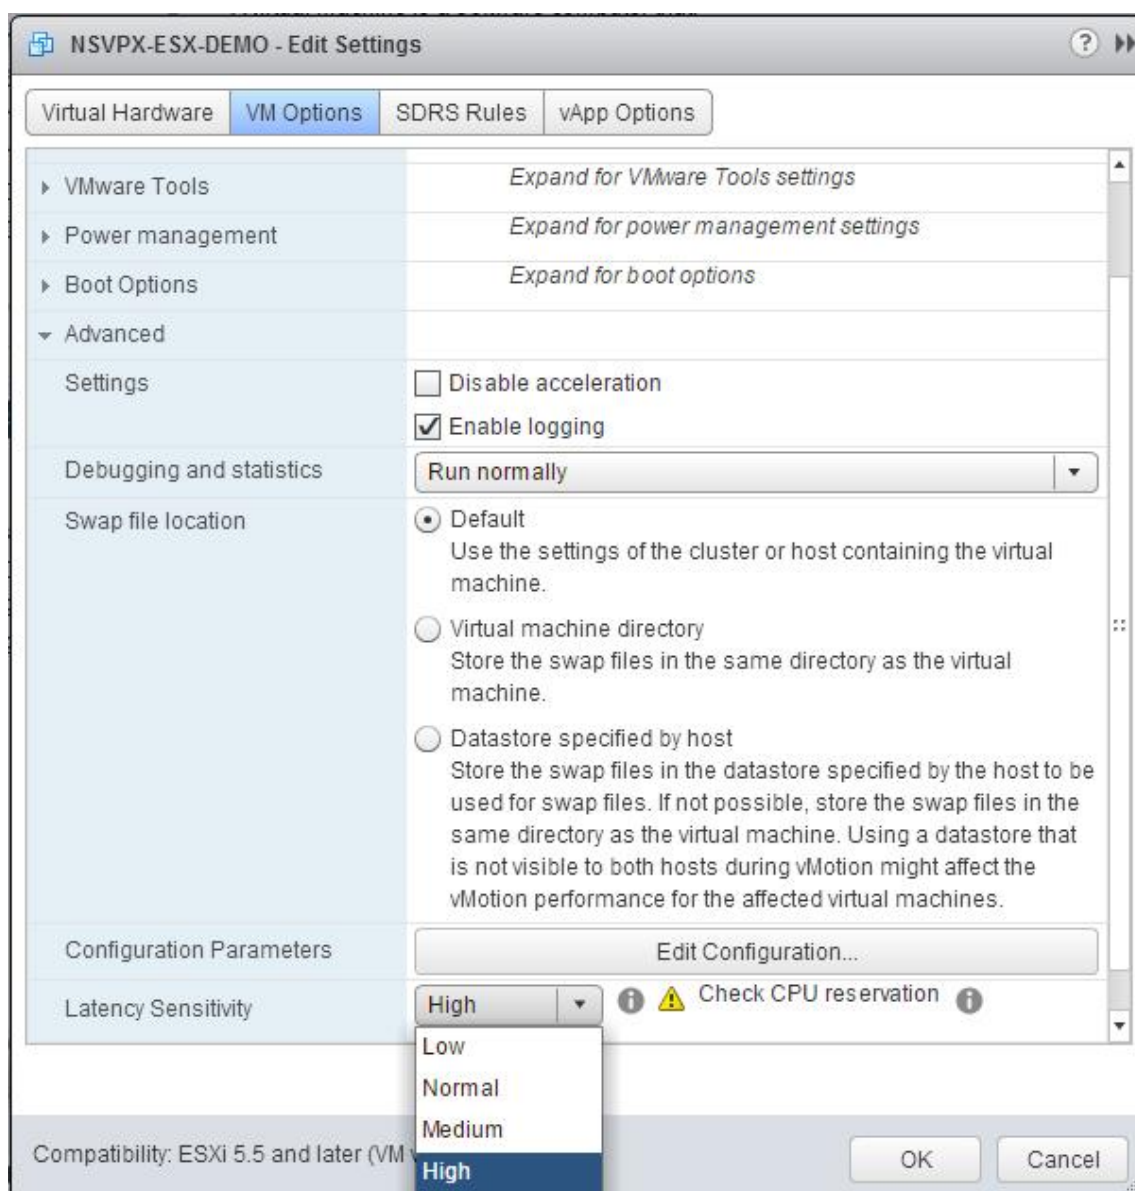 NSVPX-ESX-DEMO - Edit Settings
Virtual Hardware
VM Options
SDRS Rules
vApp Options
VMware Tools
Expand for VMware Tools settings
Power management
Expand for power management settings
Boot Options
Expand for boot options
Advanced
Settings
Disable acceleration
Enable logging
Debugging and statistics
Run normally
Swap file location
Default
Use the settings of the cluster or host containing the virtual
machine.
Virtual machine directory
Store the swap files in the same directory as the virtual
machine.
Datastore specified by host
Store the swap files in the datastore specified by the host to be
used for swap files. If not possible, store the swap files in the
same directory as the virtual machine. Using a datastore that
is not visible to both hosts during vMotion might affect the
vMotion performance for the affected virtual machines.
Configuration Parameters
Edit Configuration...
Latency Sensitivity
High
Check CPU reservation
Low
Normal
Medium
High
Compatibility: ESXi 5.5 and later (VM
OK
Cancel